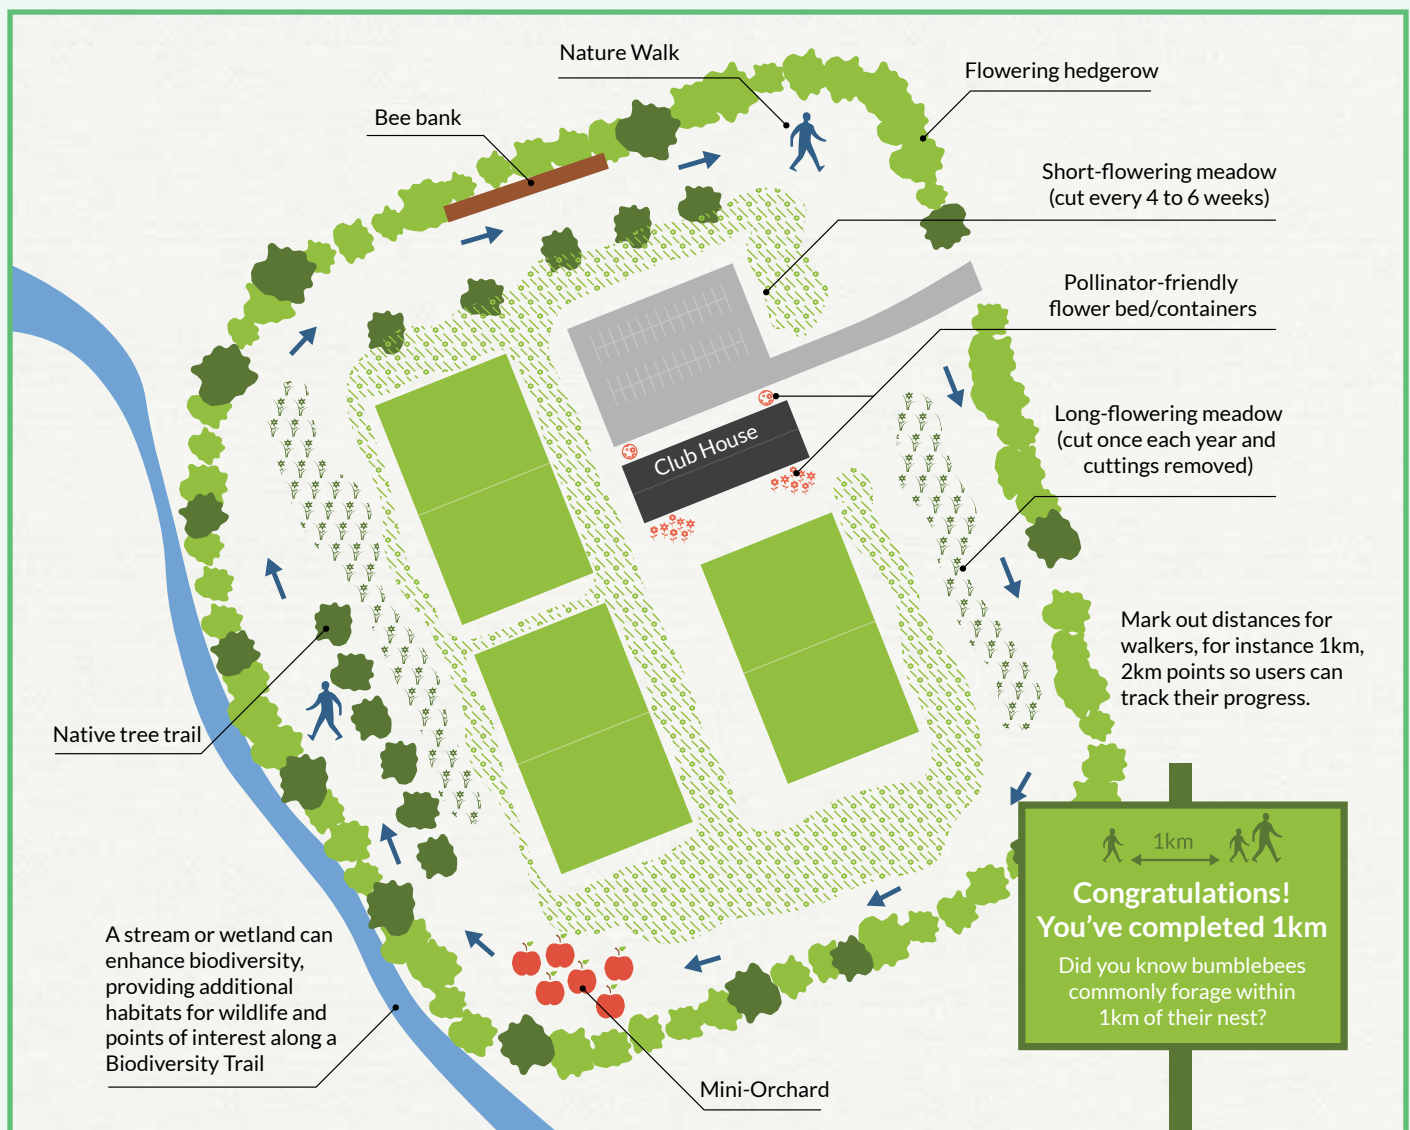 Nature Walk
Flowering hedgerow
Bee bank
Short-flowering meadow
(cut every 4 to 6 weeks)
Pollinator-friendly
flower bed/containers
Club House
Long-flowering meadow
(cut once each year and
cuttings removed)
Mark out distances for
walkers, for instance 1km,
2km points so users can
track their progress.
Native tree trail
1km
Congratulations!
You’ve completed 1km
Did you know bumblebees
commonly forage within
1km of their nest?
A stream or wetland can
enhance biodiversity,
providing additional
habitats for wildlife and
points of interest along a
Biodiversity Trail
Mini-Orchard